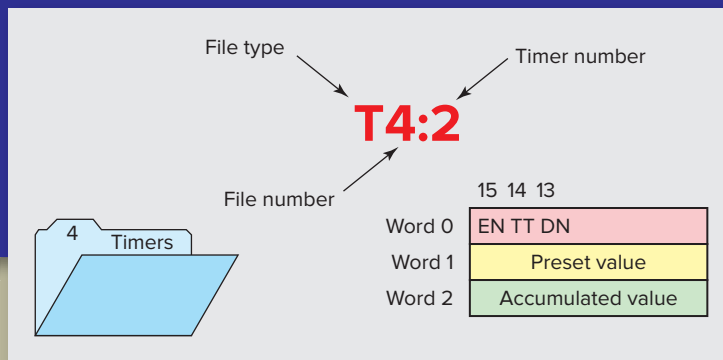 File type
Timer number
T4:2
File number
15 14 13
Word 0 EN TT DN
Word 1 Preset value
Word 2 Accumulated value
4 Timers